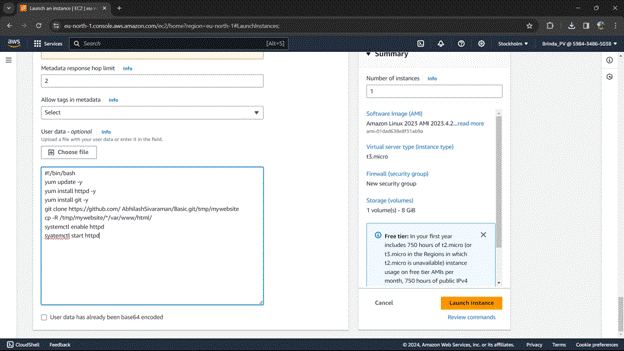 Launch an instance | EC2 | eu-n
eu-north-1.console.aws.amazon.com/ec2/home?region=eu-north-1#LaunchInstances:
aws
Services
Search
[Alt+S]
Stockholm
Brinda_PV @ 5984-3486-5038
Metadata response hop limit Info
2
Allow tags in metadata Info
Select
User data - optional Info
Upload a file with your user data or enter it in the field.
Choose file
#!/bin/bash
yum update -y
yum install httpd -y
yum install git -y
git clone https://github.com/ AbhilashSivaraman/Basic.git/tmp/mywebsite
cp -R /tmp/mywebsite/*/var/www/html/
systemctl enable httpd
systemctl start httpd
User data has already been base64 encoded
Summary
Number of instances Info
1
Software Image (AMI)
Amazon Linux 2023 AMI 2023.4.2...read more
Virtual server type (instance type)
t3.micro
Firewall (security group)
New security group
Storage (volumes)
1 volume(s) - 8 GiB
Free tier: In your first year
includes 750 hours of t2.micro (or
t3.micro in the Regions in which
t2.micro is unavailable) instance
usage on free tier AMIs per
month, 750 hours of public IPv4
Cancel
Launch instance
Review commands
CloudShell
Feedback
© 2024, Amazon Web Services, Inc. or its affiliates.
Privacy
Terms
Cookie preferences